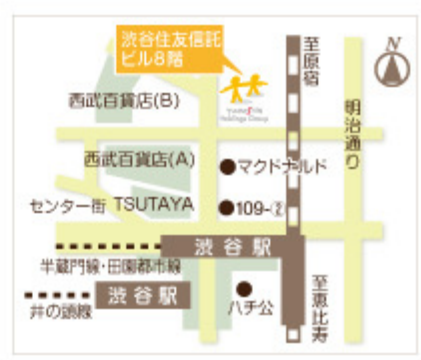 渋谷住友信託
ビル8階
至原宿
N
西武百貨店(B)
明治通り
西武百貨店(A)
マクドナルド
センター街 TSUTAYA
109-②
渋谷駅
半蔵門線・田園都市線
渋谷駅
井の頭線
ハチ公
至恵比寿